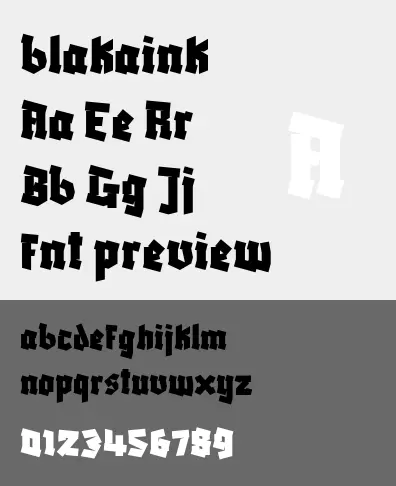 blakaink
Aa Ee Rr
A
Bb Gg Jj
Fnt preview
abcdefghijklm
nopqrstuvwxyz
0123456789